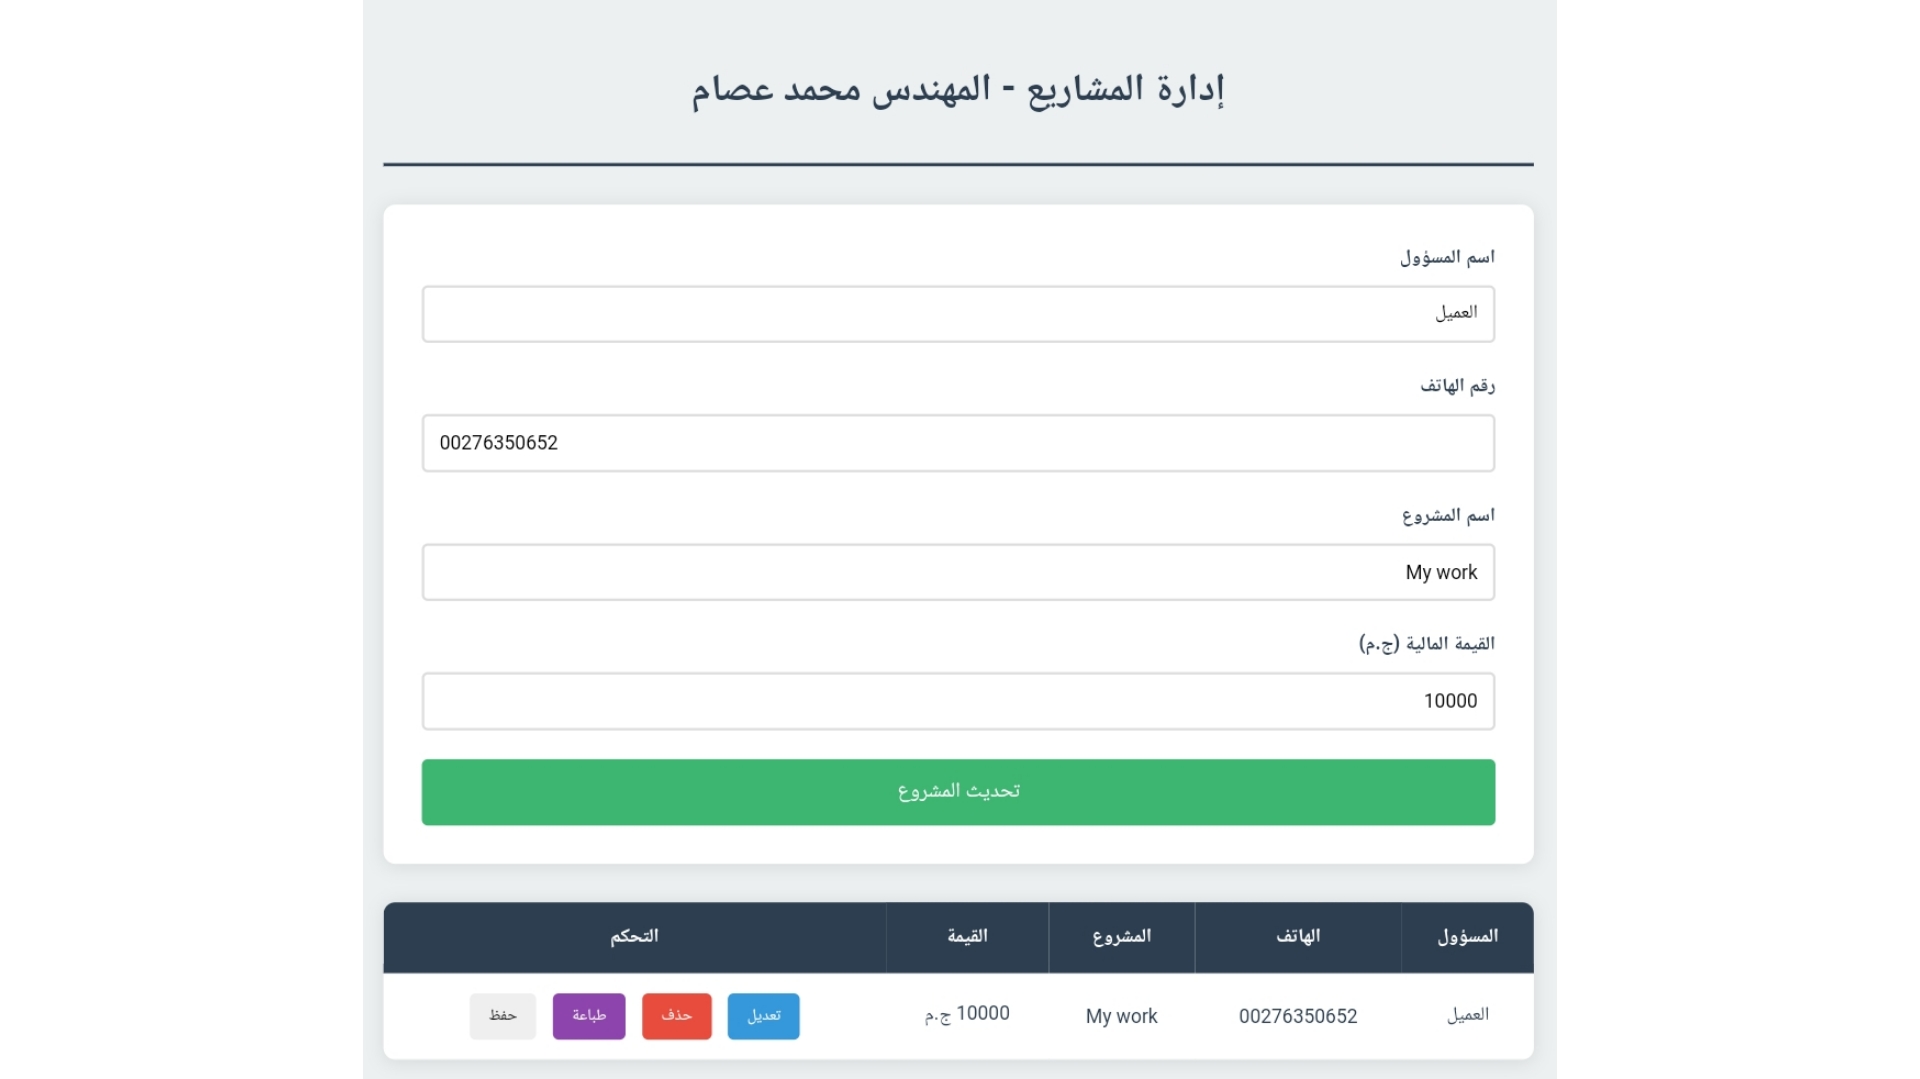 إدارة المشاريع - المهندس محمد عصام
اسم المسؤول
العميل
رقم الهاتف
00276350652
اسم المشروع
My work
القيمة المالية (ج.م)
10000
تحديث المشروع
المسؤول الهاتف المشروع القيمة التحكم
العميل 00276350652 My work 10000 ج.م تعديل حذف طباعة حفظ